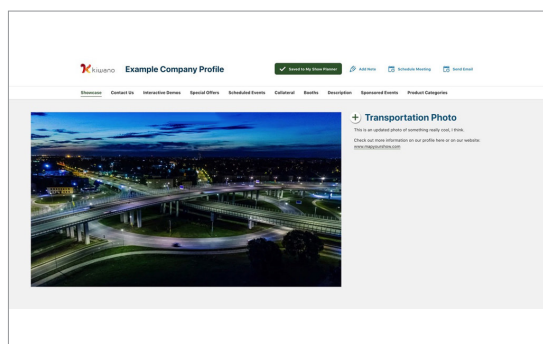 kiwano
Example Company Profile
Saved to My Show Planner
Add Note
Schedule Meeting
Send Email
Showcase
Contact Us
Interactive Demos
Special Offers
Scheduled Events
Collateral
Booths
Description
Sponsored Events
Product Categories
Transportation Photo
This is an updated photo of something really cool, I think.
Check out more information on our profile here or on our website:
www.mapyourshow.com